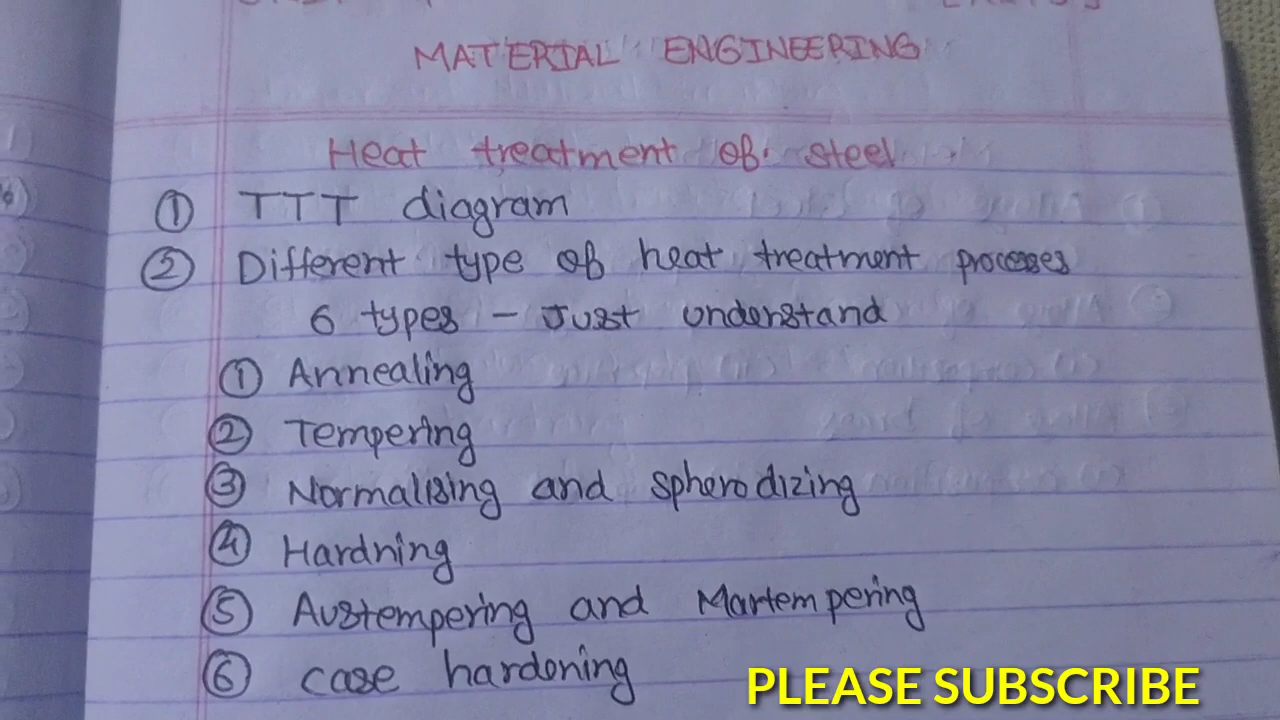 MATERIAL ENGINEERING
Heat treatment of steel
① TTT diagram
② Different type of heat treatment processes
6 types - Just understand
① Annealing
② Tempering
③ Normalising and spherodizing
④ Hardning
⑤ Austempering and Martempering
⑥ case hardening
PLEASE SUBSCRIBE